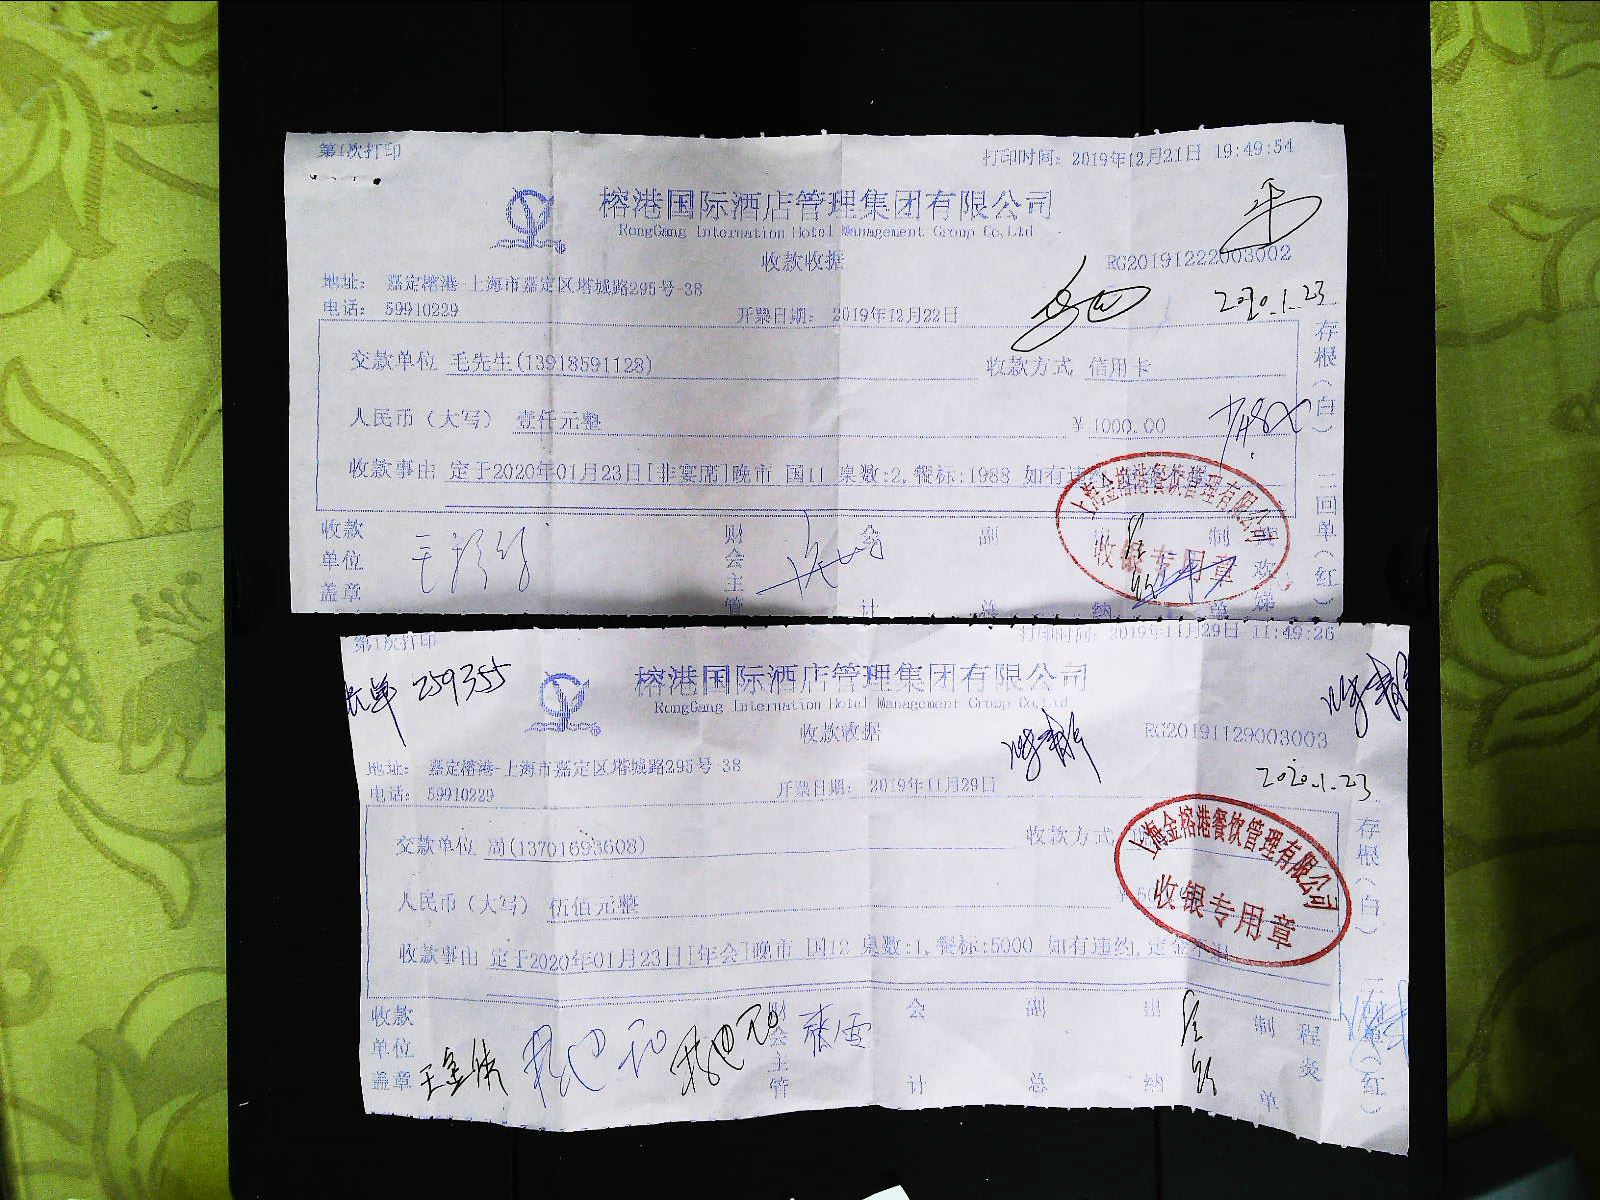 第1次打印
打印时间: 2019年12月21日 19:49:54
榕港国际酒店管理集团有限公司
RongGang Internation Hotel Management Group Co,Ltd
收款收据
RG20191222003002
地址: 嘉定榕港-上海市嘉定区塔城路295号-38
2020.1.23
电话: 59910229
开票日期: 2019年12月22日
交款单位 毛先生(13918591128)
收款方式 信用卡
人民币(大写) 壹仟元整
¥ 1000.00
收款事由 定于2020年01月23日[非宴席]晚市 国11 桌数:2,餐标:1988 如有违
存根(白) 二回单(红)
上海金榕港餐饮管理有限公司
收银专用章
收款单位盖章
财会主管
会计
副总
制单
第1次打印
打印时间: 2019年11月29日 11:49:26
259355
榕港国际酒店管理集团有限公司
RongGang Internation Hotel Management Group Co,Ltd
收款收据
RG20191129003003
地址: 嘉定榕港-上海市嘉定区塔城路295号-38
2020.1.23
电话: 59910229
开票日期: 2019年11月29日
交款单位 周(13701693608)
收款方式
人民币(大写) 伍佰元整
收款事由 定于2020年01月23日[年会]晚市 国12 桌数:1,餐标:5000 如有违约,定金不退
存根(白)
上海金榕港餐饮管理有限公司
收银专用章
收款单位盖章
财会主管
会计
副总
出纳
制单
程炎